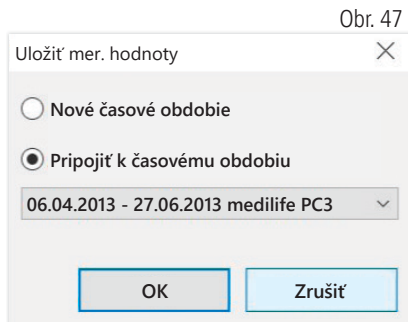 Obr. 47
Uložiť mer. hodnoty
Nové časové obdobie
Pripojiť k časovému obdobiu
06.04.2013 - 27.06.2013 medilife PC3
OK
Zrušiť